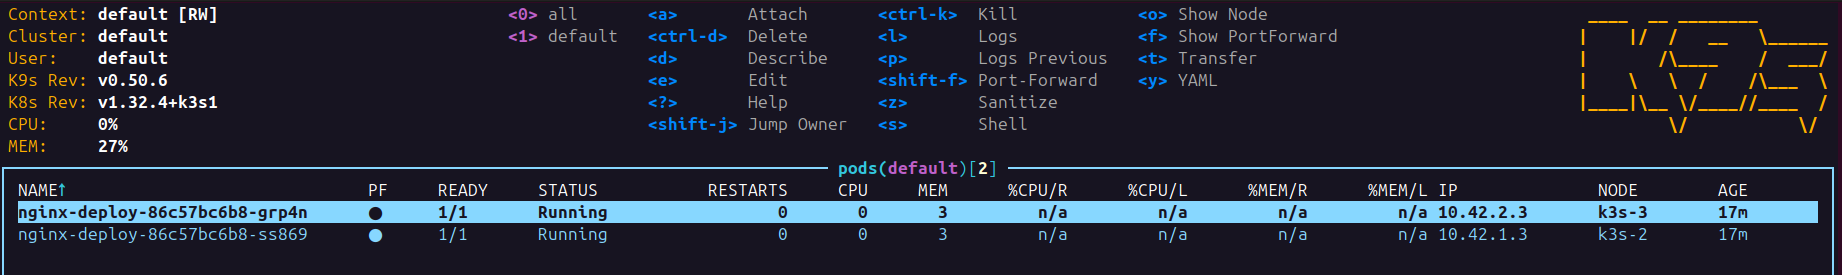 Context: default [RW] <0> all <a> Attach <ctrl-k> Kill <o> Show Node
Cluster: default <1> default <ctrl-d> Delete <l> Logs <f> Show PortForward
User: default <d> Describe <p> Logs Previous <t> Transfer
K9s Rev: v0.50.6 <e> Edit <shift-f> Port-Forward <y> YAML
K8s Rev: v1.32.4+k3s1 <?> Help <z> Sanitize
CPU: 0% <shift-j> Jump Owner <s> Shell
MEM: 27%
K9s
pods(default)[2]
NAME↑ PF READY STATUS RESTARTS CPU MEM %CPU/R %CPU/L %MEM/R %MEM/L IP NODE AGE
nginx-deploy-86c57bc6b8-grp4n ● 1/1 Running 0 0 3 n/a n/a n/a n/a 10.42.2.3 k3s-3 17m
nginx-deploy-86c57bc6b8-ss869 ● 1/1 Running 0 0 3 n/a n/a n/a n/a 10.42.1.3 k3s-2 17m